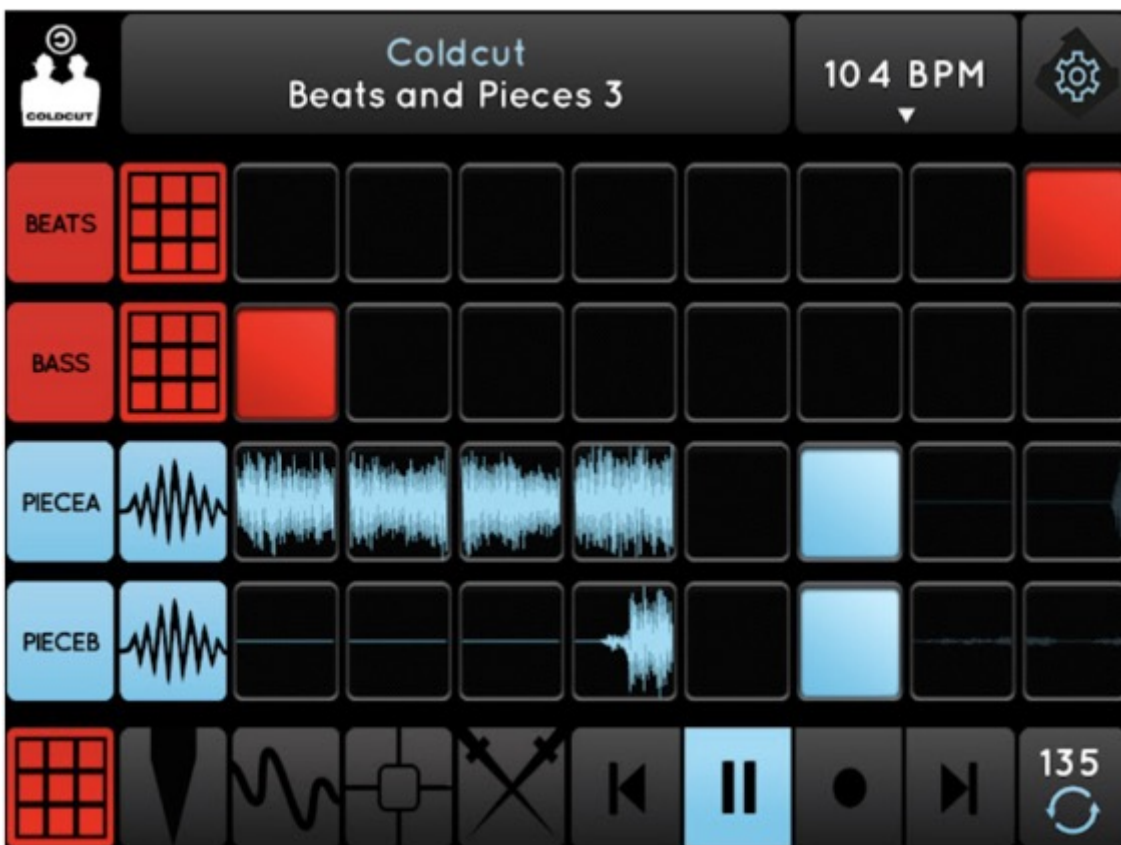 COLDCUT
Coldcut
Beats and Pieces 3
104 BPM
BEATS
BASS
PIECEA
PIECEB
135